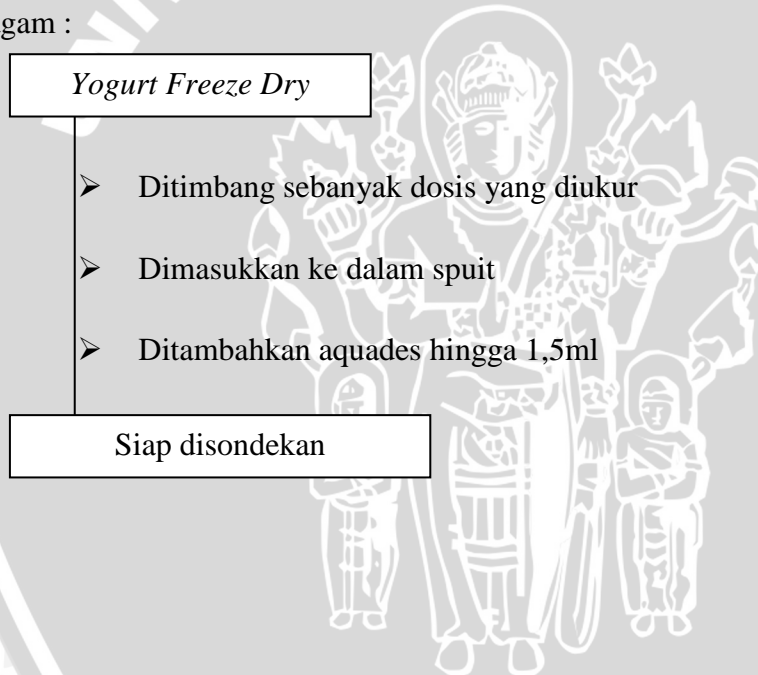 gam :
Yogurt Freeze Dry
➢ Ditimbang sebanyak dosis yang diukur
➢ Dimasukkan ke dalam spuit
➢ Ditambahkan aquades hingga 1,5ml
Siap disondekan